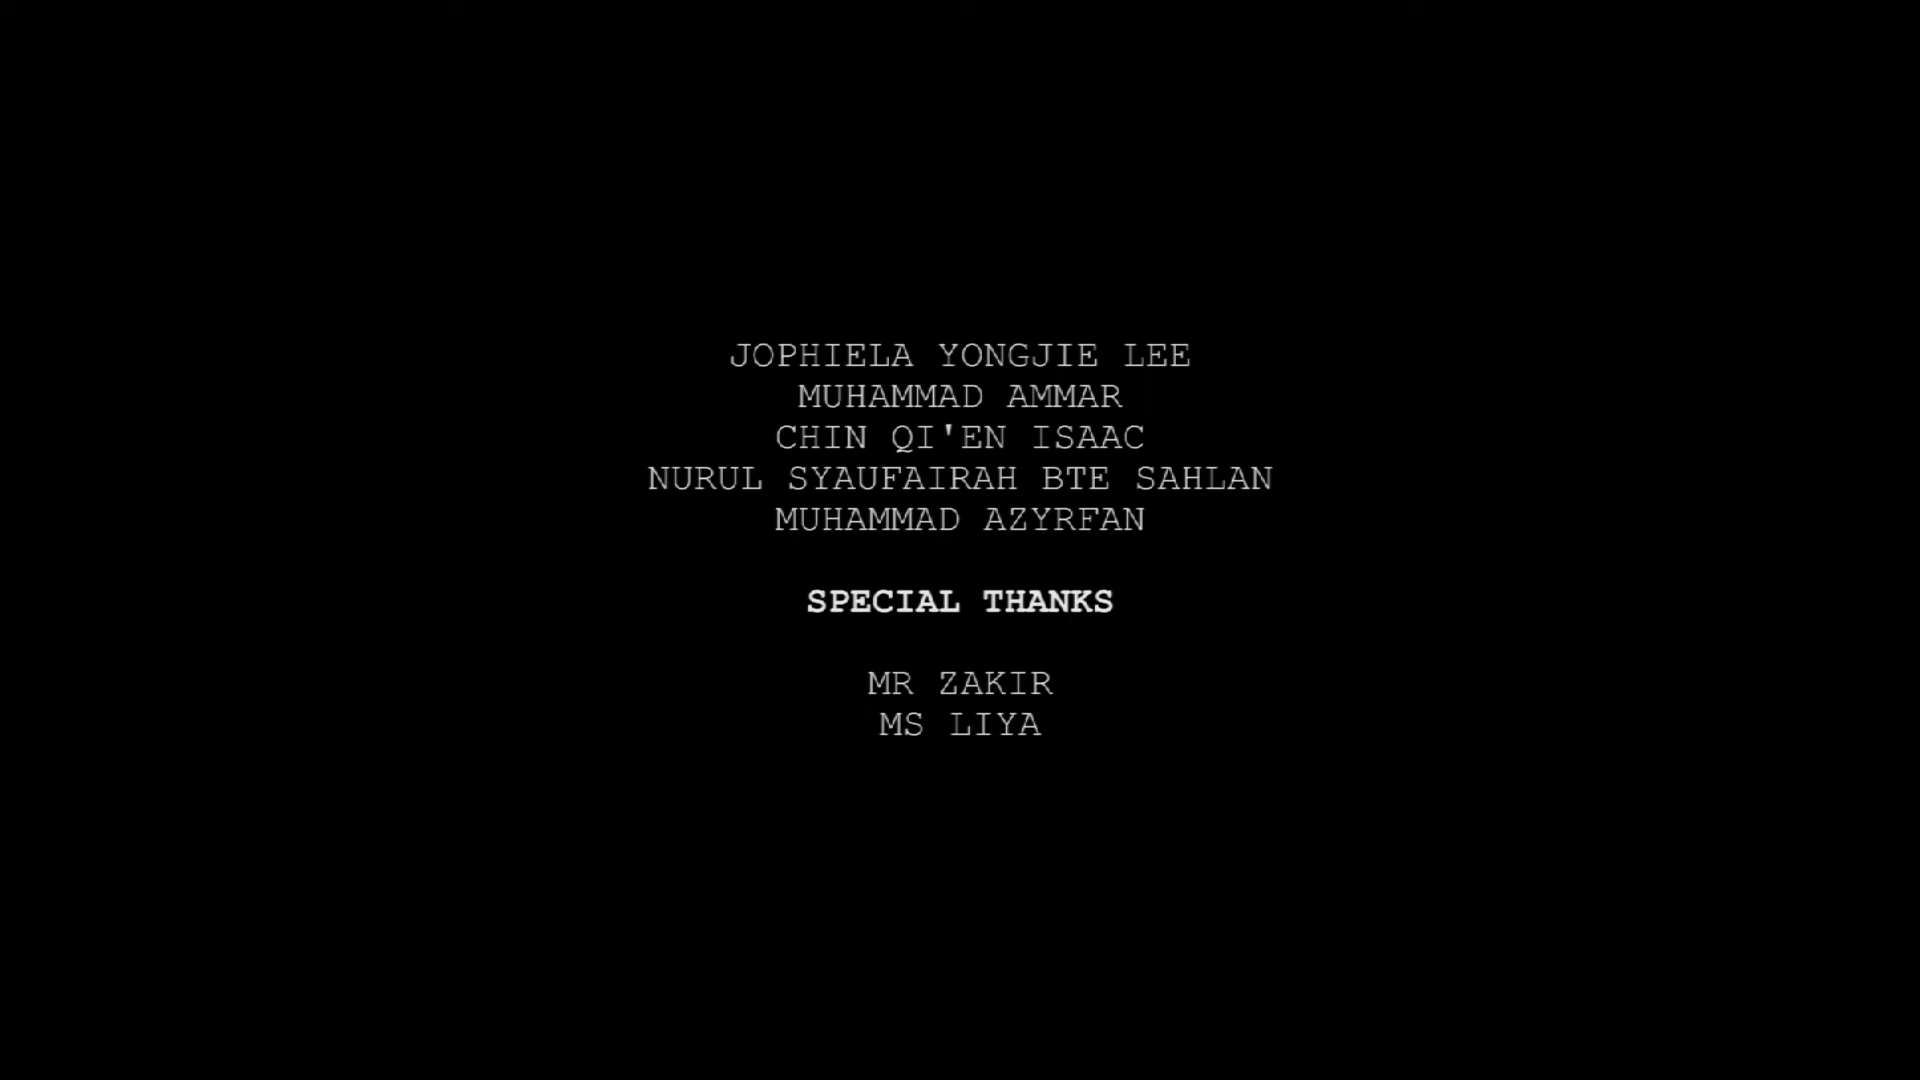 JOPHIELA YONGJIE LEE
MUHAMMAD AMMAR
CHIN QI'EN ISAAC
NURUL SYAUFAIRAH BTE SAHLAN
MUHAMMAD AZYRFAN
SPECIAL THANKS
MR ZAKIR
MS LIYA